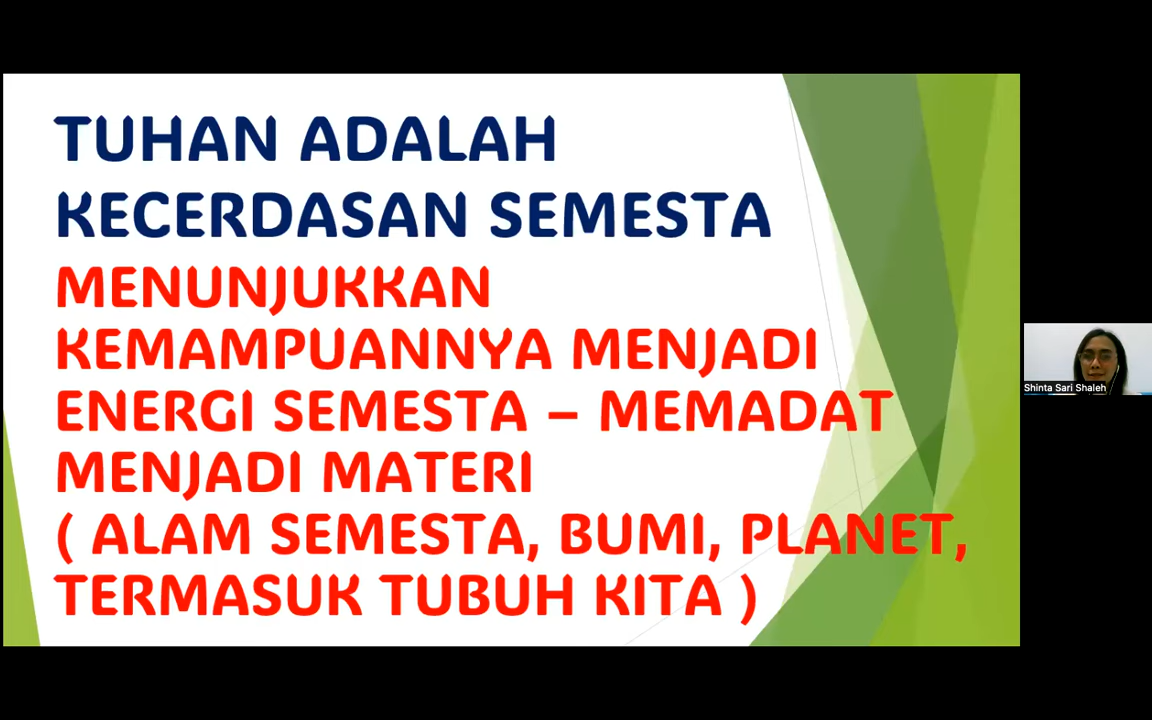 TUHAN ADALAH
KECERDASAN SEMESTA
MENUNJUKKAN
KEMAMPUANNYA MENJADI
ENERGI SEMESTA – MEMADAT
MENJADI MATERI
( ALAM SEMESTA, BUMI, PLANET,
TERMASUK TUBUH KITA )
Shinta Sari Shaleh